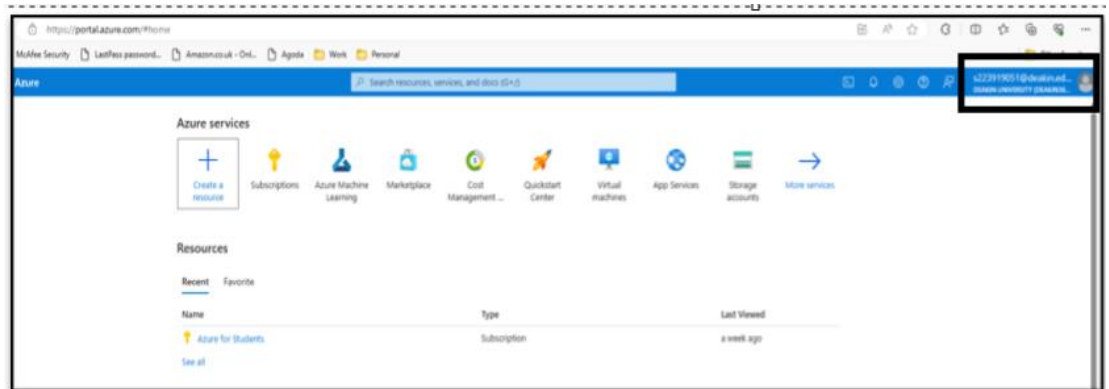 https://portal.azure.com/#home
McAfee Security LastPass password... Amazon.co.uk - Onl... Agoda Work Personal
Azure Search resources, services, and docs (G+/) s223919051@deakin.ed...
DEAKIN UNIVERSITY
Azure services
Create a resource
Subscriptions
Azure Machine Learning
Marketplace
Cost Management ...
Quickstart Center
Virtual machines
App Services
Storage accounts
More services
Resources
Recent Favorite
Name Type Last Viewed
Azure for Students Subscription a week ago
See all